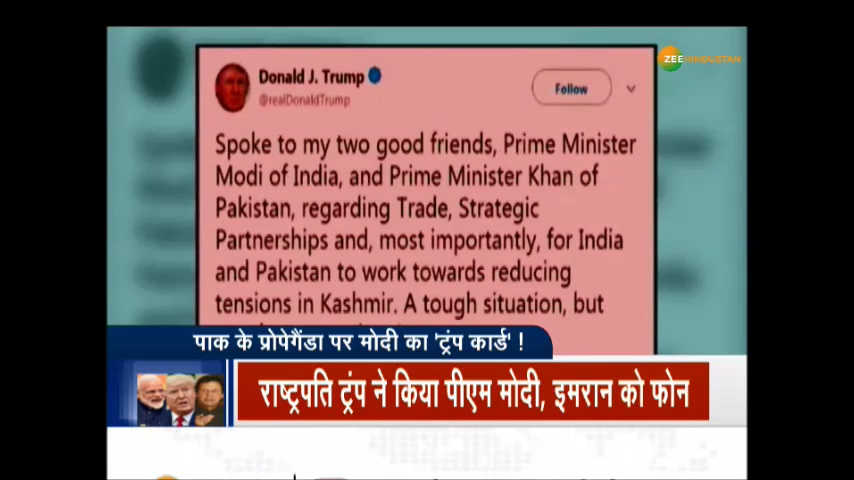 ZEE HINDUSTAN
Donald J. Trump
@realDonaldTrump
Follow
Spoke to my two good friends, Prime Minister
Modi of India, and Prime Minister Khan of
Pakistan, regarding Trade, Strategic
Partnerships and, most importantly, for India
and Pakistan to work towards reducing
tensions in Kashmir. A tough situation, but
पाक के प्रोपेगैंडा पर मोदी का 'ट्रंप कार्ड' !
राष्ट्रपति ट्रंप ने किया पीएम मोदी, इमरान को फोन